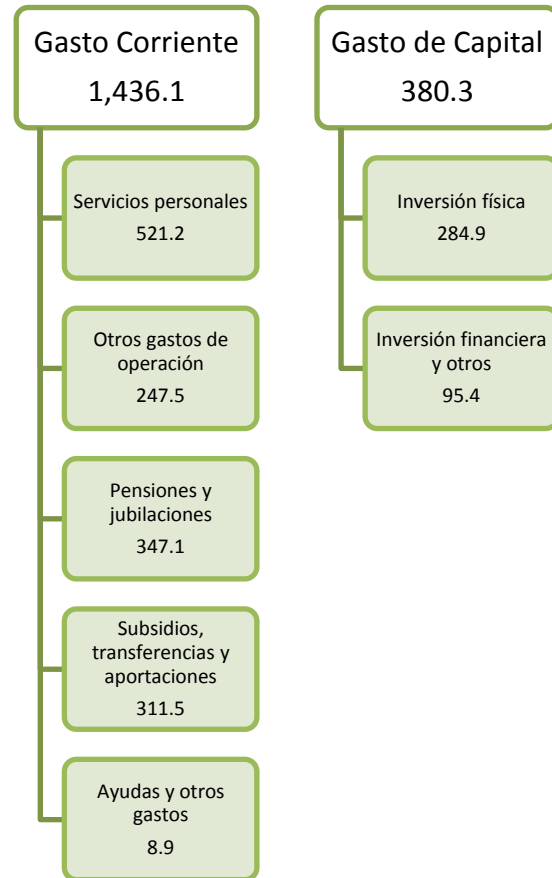 Gasto Corriente
1,436.1
Servicios personales
521.2
Otros gastos de
operación
247.5
Pensiones y
jubilaciones
347.1
Subsidios,
transferencias y
aportaciones
311.5
Ayudas y otros
gastos
8.9
Gasto de Capital
380.3
Inversión física
284.9
Inversión financiera
y otros
95.4